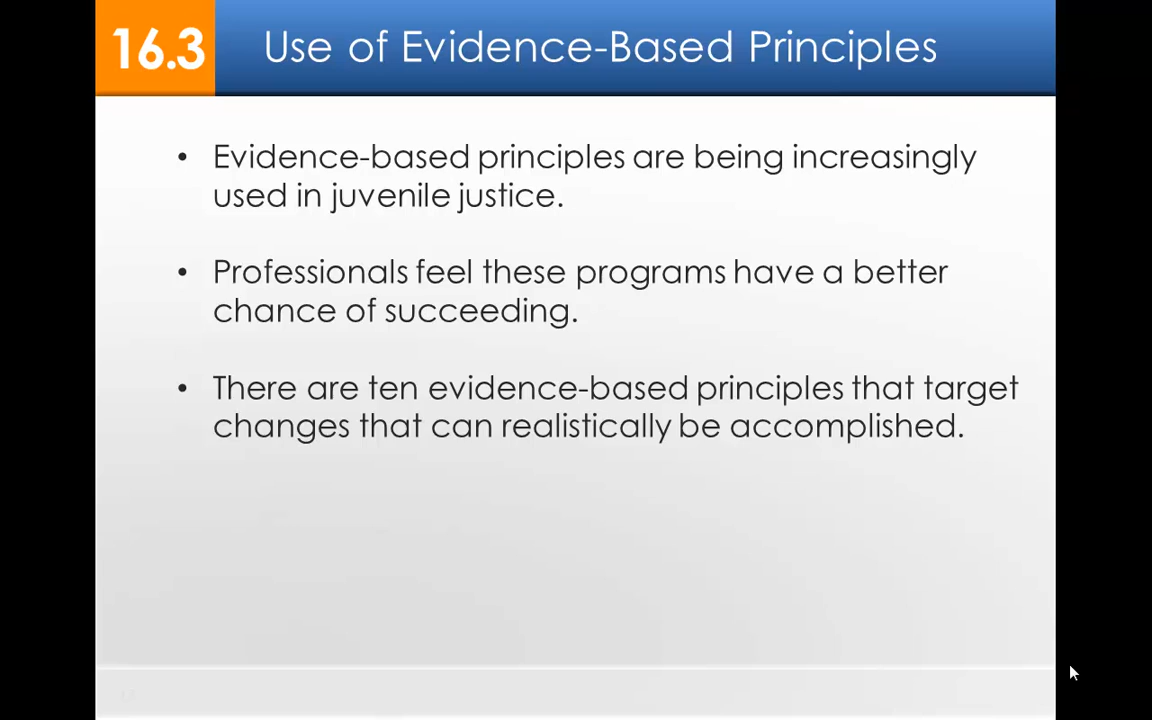 16.3 Use of Evidence-Based Principles
• Evidence-based principles are being increasingly
used in juvenile justice.
• Professionals feel these programs have a better
chance of succeeding.
• There are ten evidence-based principles that target
changes that can realistically be accomplished.